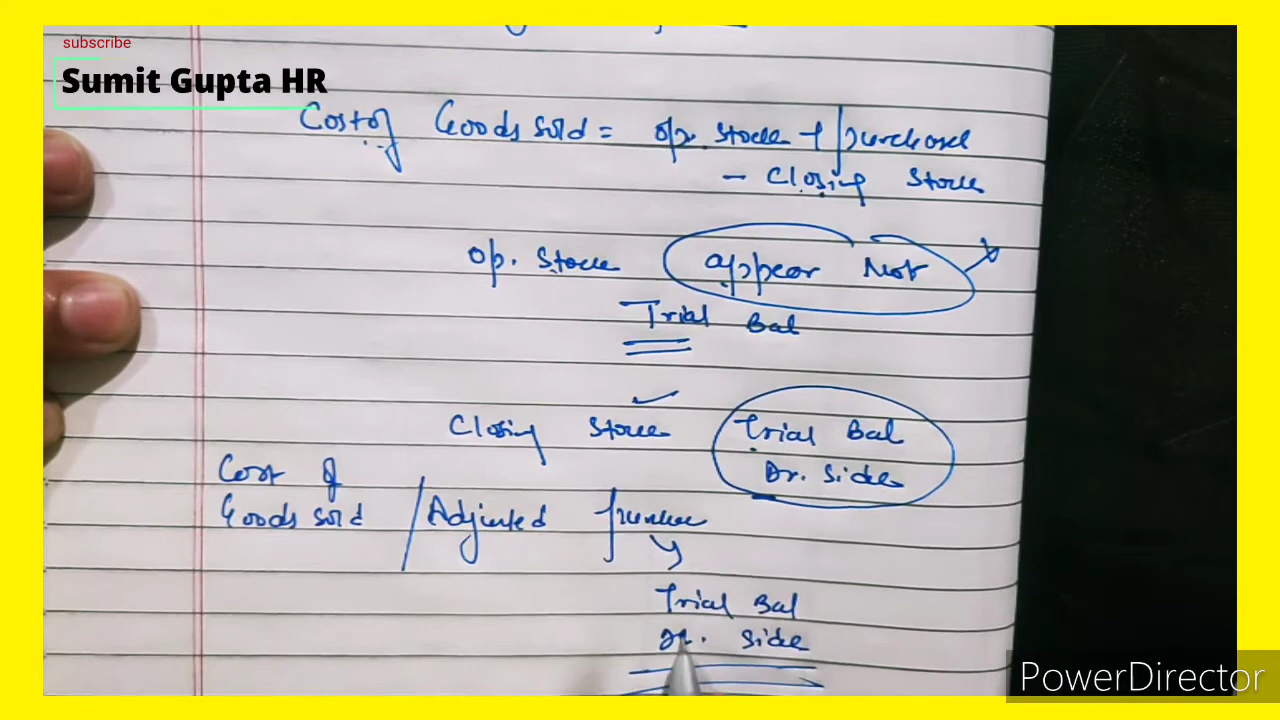 subscribe
Sumit Gupta HR
Cost of Goods Sold = op. Stock + purchased
- Closing Stock
op. Stock appear Not
Trial Bal
Closing Stock Trial Bal
Dr. Side
Cost of
Goods sold / Adjusted purchase
Trial Bal
Dr. Side
PowerDirector